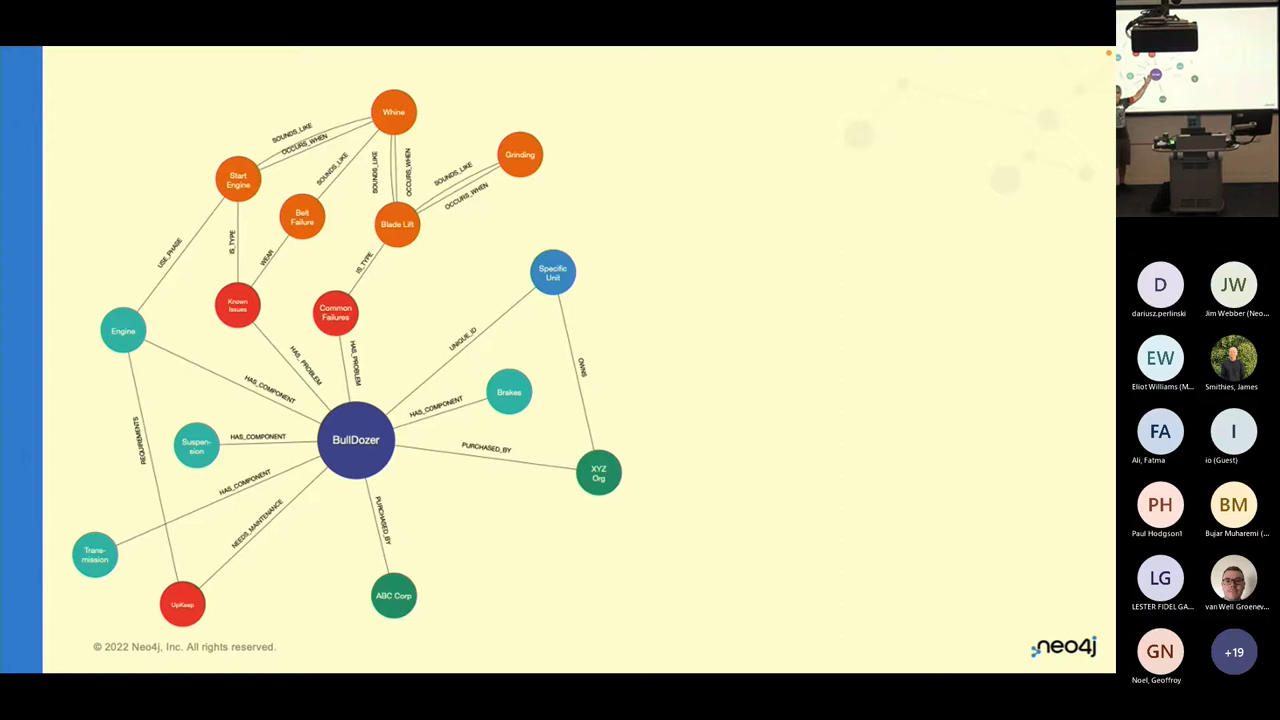 Whine
SOUNDS_LIKE
OCCURS_WHEN
Grinding
Start
Engine
SOUNDS_LIKE
SOUNDS_LIKE
OCCURS_WHEN
SOUNDS_LIKE
OCCURS_WHEN
Belt
Failure
Blade Lift
USE_PHASE
IS_TYPE
WEAR
IS_TYPE
Specific
Unit
Known
Issues
Common
Failures
Engine
UNIQUE_ID
HAS_PROBLEM
HAS_PROBLEM
OWNS
HAS_COMPONENT
Brakes
HAS_COMPONENT
REQUIREMENTS
Suspen-
sion
HAS_COMPONENT
BullDozer
PURCHASED_BY
XYZ
Org
HAS_COMPONENT
NEEDS_MAINTENANCE
PURCHASED_BY
Trans-
mission
UpKeep
ABC Corp
© 2022 Neo4j, Inc. All rights reserved.
neo4j
D
dariusz.perlinski
JW
Jim Webber (Neo...
EW
Eliot Williams (M...
Smithies, James
FA
Ali, Fatma
I
io (Guest)
PH
Paul Hodgson1
BM
Bujar Muharemi (...
LG
LESTER FIDEL GA...
van Well Groenev...
GN
Noel, Geoffroy
+19